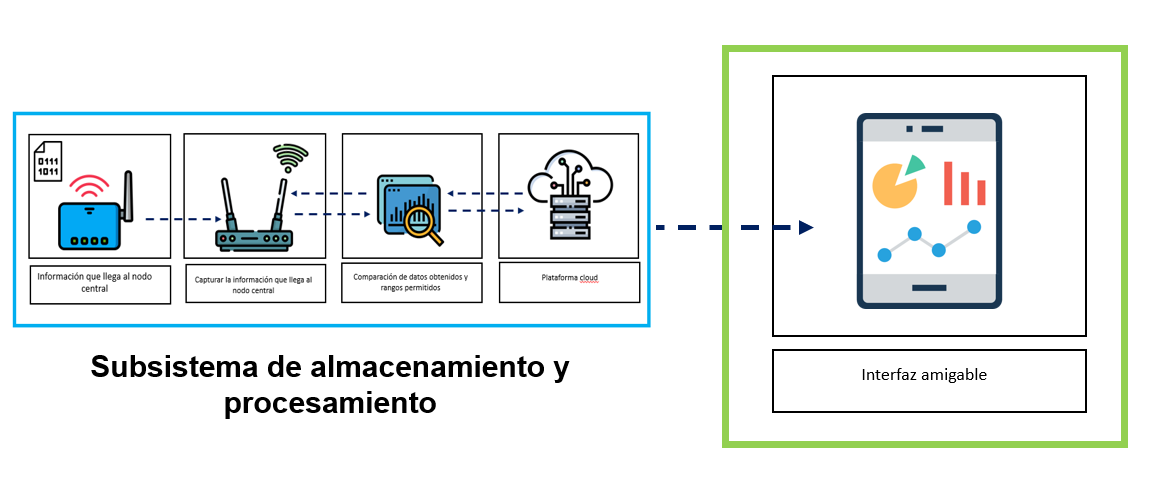 0111
1011
Información que llega al nodo
central
Capturar la información que llega al
nodo central
Comparación de datos obtenidos y
rangos permitidos
Plataforma cloud
Subsistema de almacenamiento y
procesamiento
Interfaz amigable